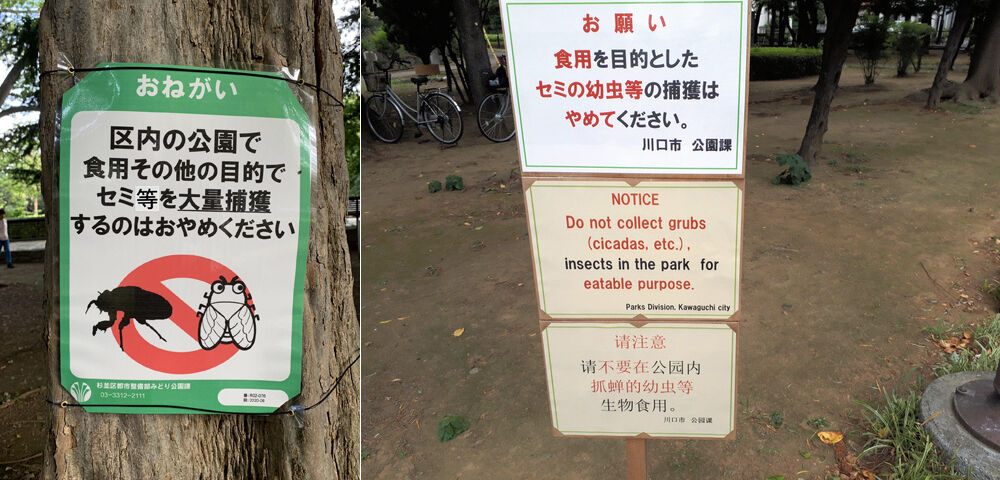 おねがい
区内の公園で
食用その他の目的で
セミ等を大量捕獲
するのはおやめください
杉並区都市整備部みどり公園課
03-3312-2111
お願い
食用を目的とした
セミの幼虫等の捕獲は
やめてください。
川口市 公園課
NOTICE
Do not collect grubs
(cicadas, etc.),
insects in the park for
eatable purpose.
Parks Division. Kawaguchi city
请注意
请不要在公园内
抓蝉的幼虫等
生物食用。
川口市 公园课